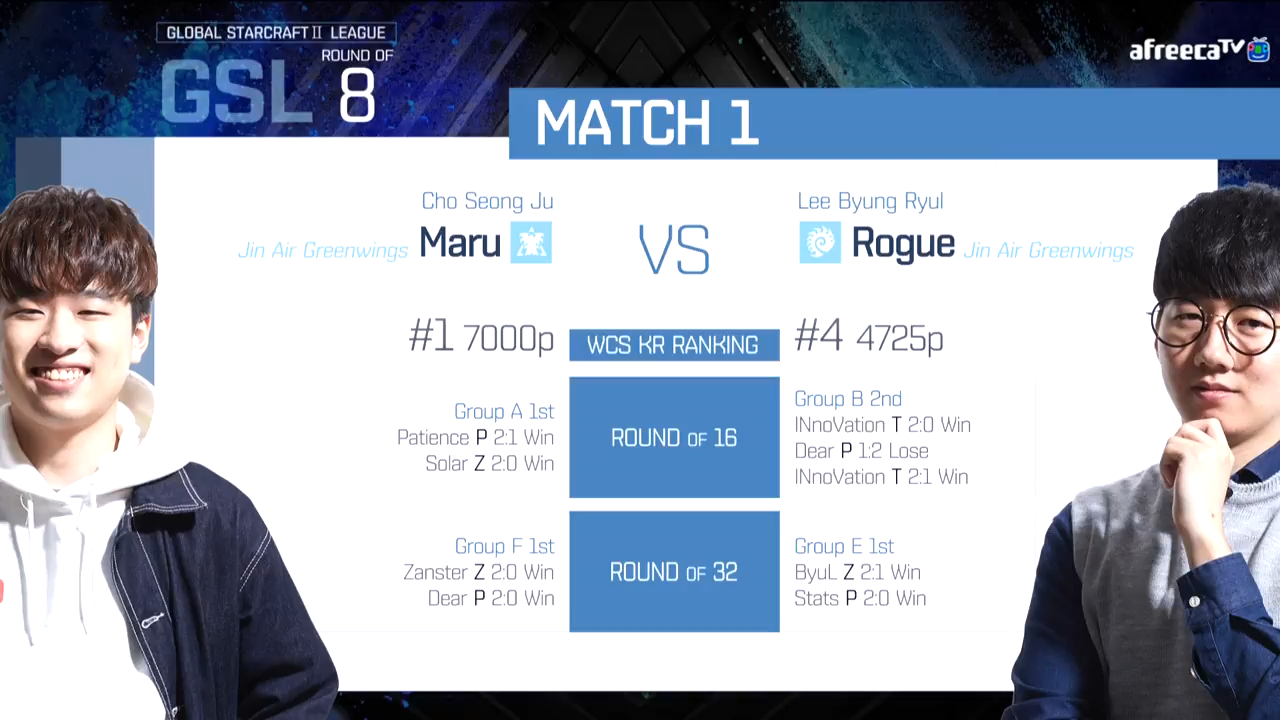 GLOBAL STARCRAFT II LEAGUE
GSL ROUND OF 8
afreecaTV
MATCH 1
Cho Seong Ju
Jin Air Greenwings Maru
VS
Lee Byung Ryul
Rogue Jin Air Greenwings
#1 7000p WCS KR RANKING #4 4725p
Group A 1st
Patience P 2:1 Win
Solar Z 2:0 Win
ROUND OF 16
Group B 2nd
INnoVation T 2:0 Win
Dear P 1:2 Lose
INnoVation T 2:1 Win
Group F 1st
Zanster Z 2:0 Win
Dear P 2:0 Win
ROUND OF 32
Group E 1st
ByuL Z 2:1 Win
Stats P 2:0 Win